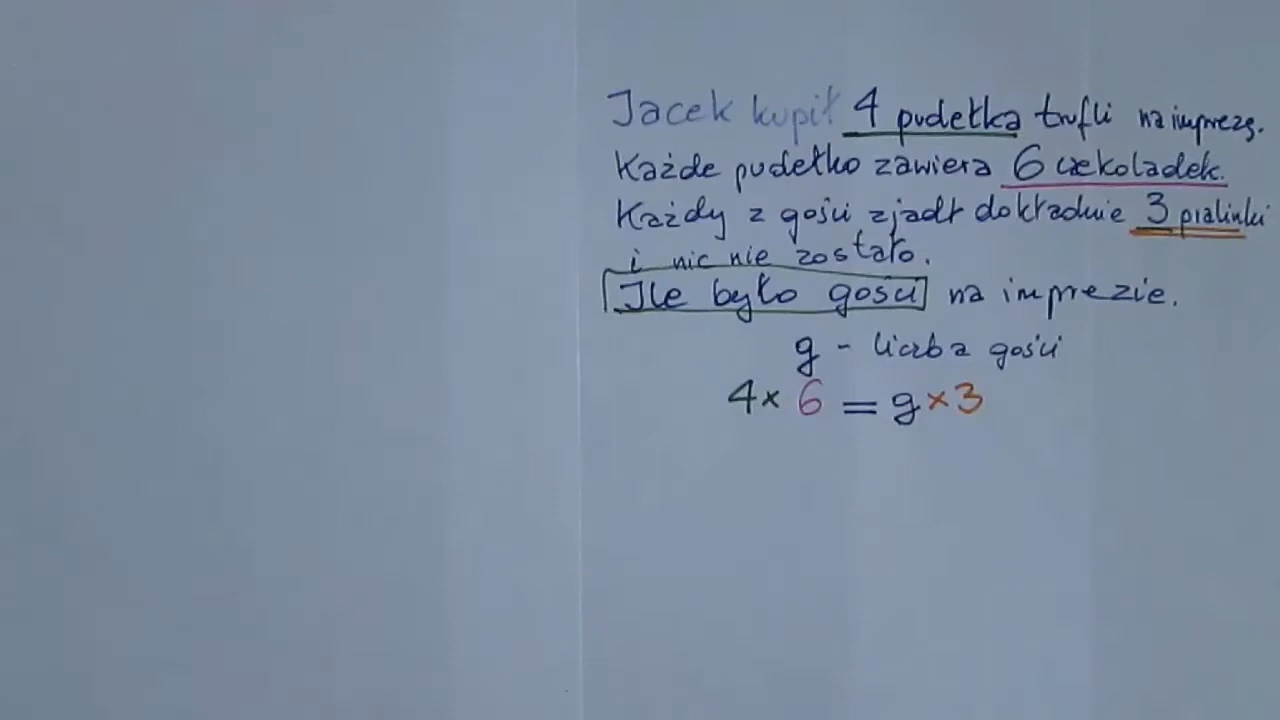 Jacek kupił 4 pudełka trufli na imprezę.
Każde pudełko zawiera 6 czekoladek.
Każdy z gości zjadł dokładnie 3 pralinki
i nic nie zostało.
Ile było gości na imprezie.
g - liczba gości
4 × 6 = g × 3